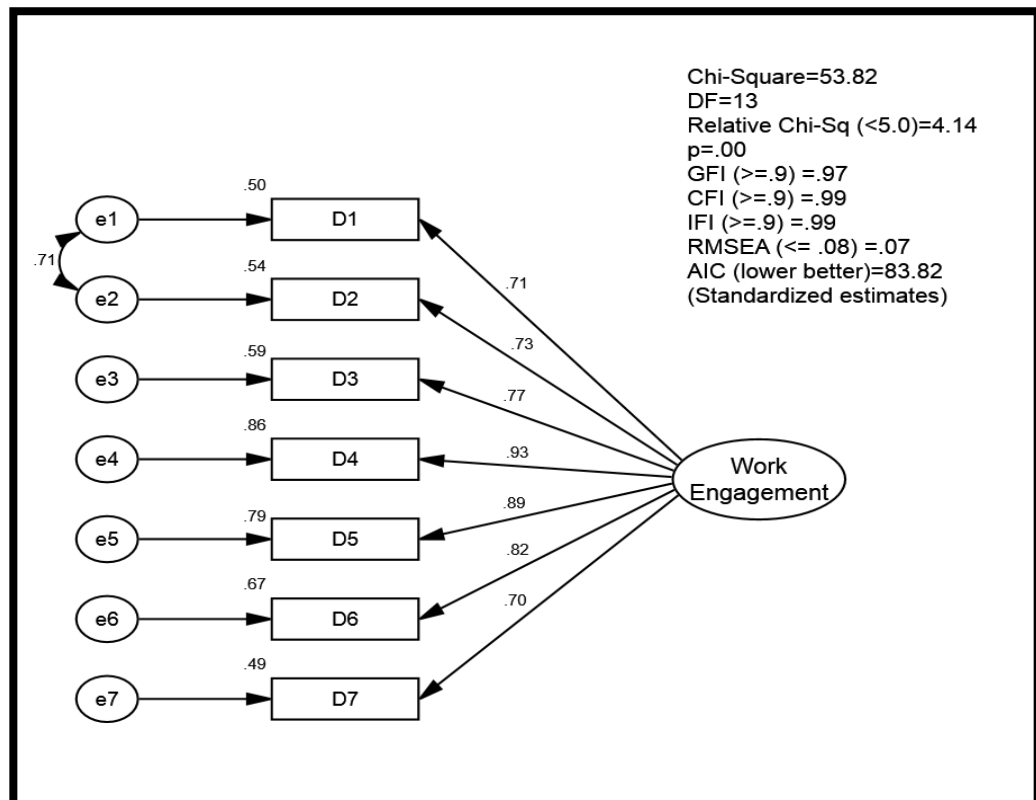 Chi-Square=53.82
DF=13
Relative Chi-Sq (<5.0)=4.14
p=.00
GFI (>=.9) =.97
CFI (>=.9) =.99
IFI (>=.9) =.99
RMSEA (<= .08) =.07
AIC (lower better)=83.82
(Standardized estimates)
.50
e1
D1
.71
.71
.54
e2
D2
.73
.59
e3
D3
.77
.86
e4
D4
.93
Work
Engagement
.79
e5
D5
.89
.67
e6
D6
.82
.49
e7
D7
.70